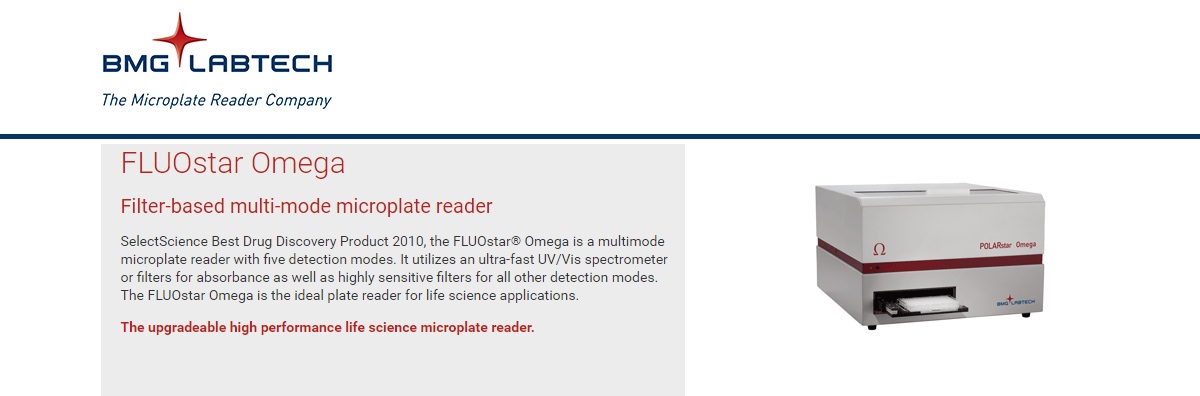 BMG LABTECH
The Microplate Reader Company
FLUOstar Omega
Filter-based multi-mode microplate reader
SelectScience Best Drug Discovery Product 2010, the FLUOstar® Omega is a multimode
microplate reader with five detection modes. It utilizes an ultra-fast UV/Vis spectrometer
or filters for absorbance as well as highly sensitive filters for all other detection modes.
The FLUOstar Omega is the ideal plate reader for life science applications.
The upgradeable high performance life science microplate reader.
Ω
POLARstar Omega
BMG LABTECH